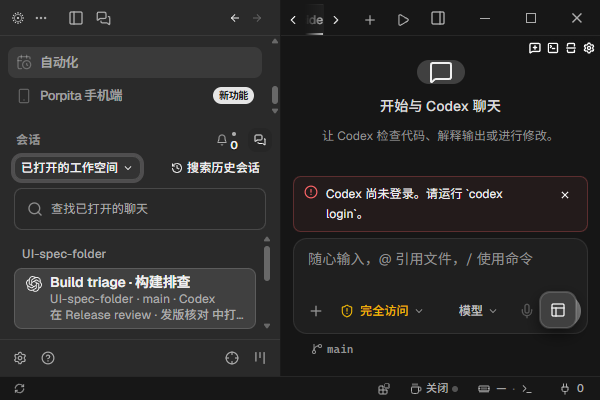 自动化
Porpita 手机端
新功能
会话
0
已打开的工作空间
搜索历史会话
查找已打开的聊天
UI-spec-folder
Build triage · 构建排查
UI-spec-folder · main · Codex
在 Release review · 发版核对 中打...
开始与 Codex 聊天
让 Codex 检查代码、解释输出或进行修改。
Codex 尚未登录。请运行 `codex
login`。
随心输入，@ 引用文件，/ 使用命令
完全访问
模型
main
关闭
— ·
0